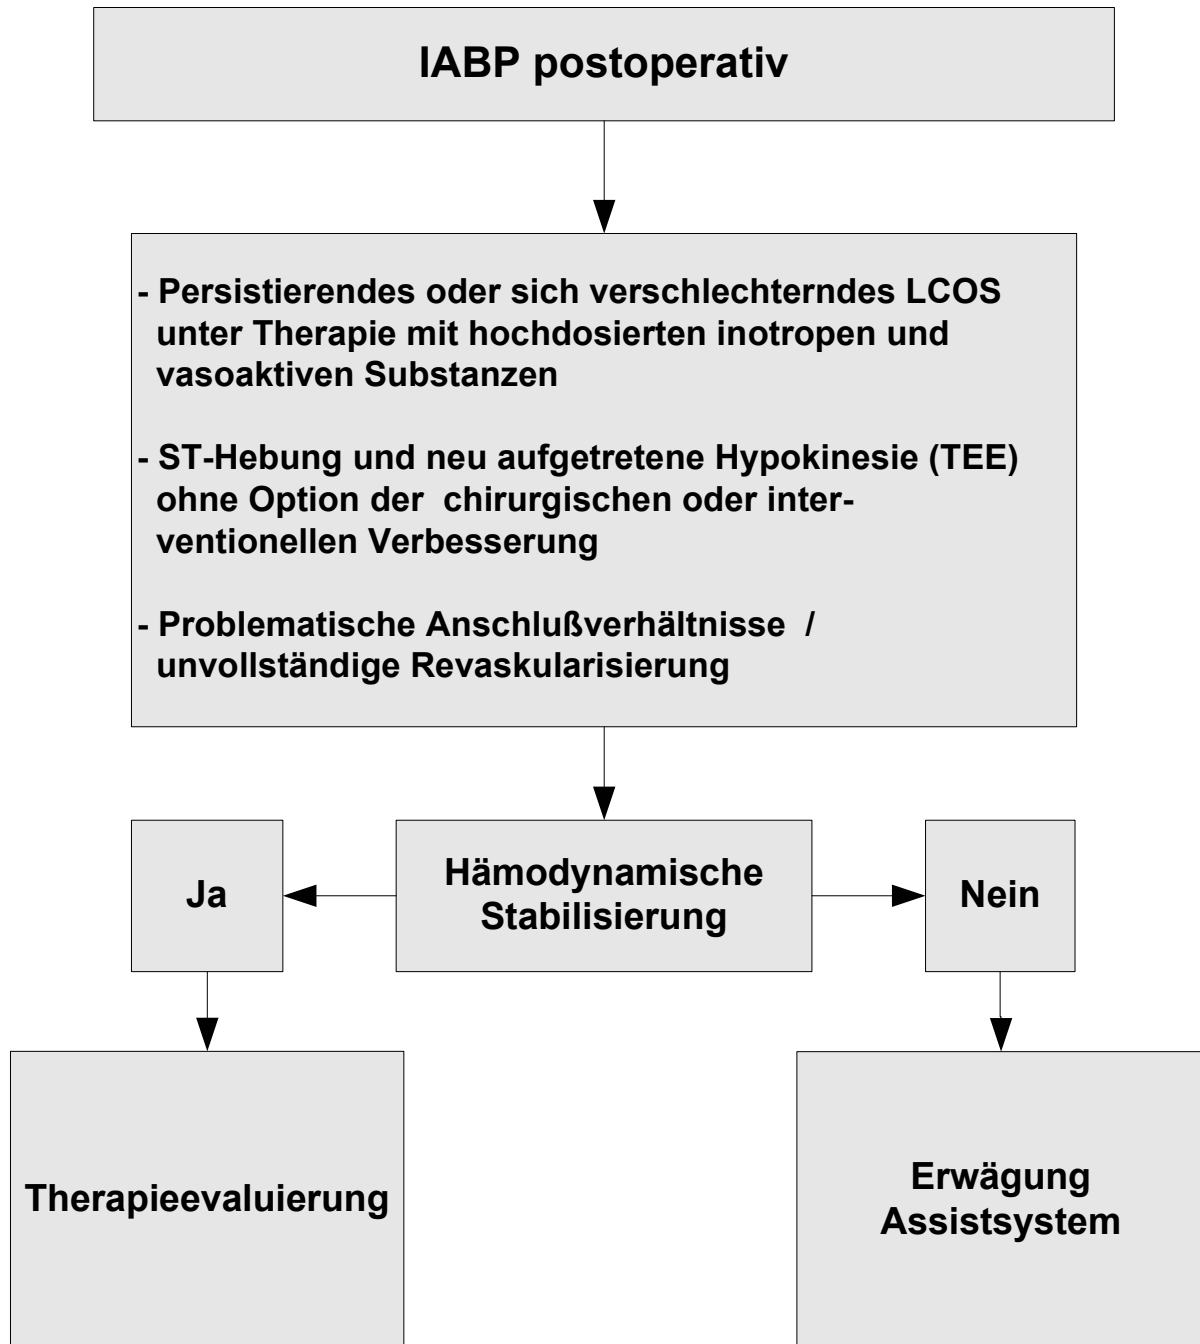 IABP postoperativ
- Persistierendes oder sich verschlechterndes LCOS
unter Therapie mit hochdosierten inotropen und
vasoaktiven Substanzen
- ST-Hebung und neu aufgetretene Hypokinesie (TEE)
ohne Option der chirurgischen oder inter-
ventionellen Verbesserung
- Problematische Anschlußverhältnisse /
unvollständige Revaskularisierung
Ja
Hämodynamische
Stabilisierung
Nein
Therapieevaluierung
Erwägung
Assistsystem